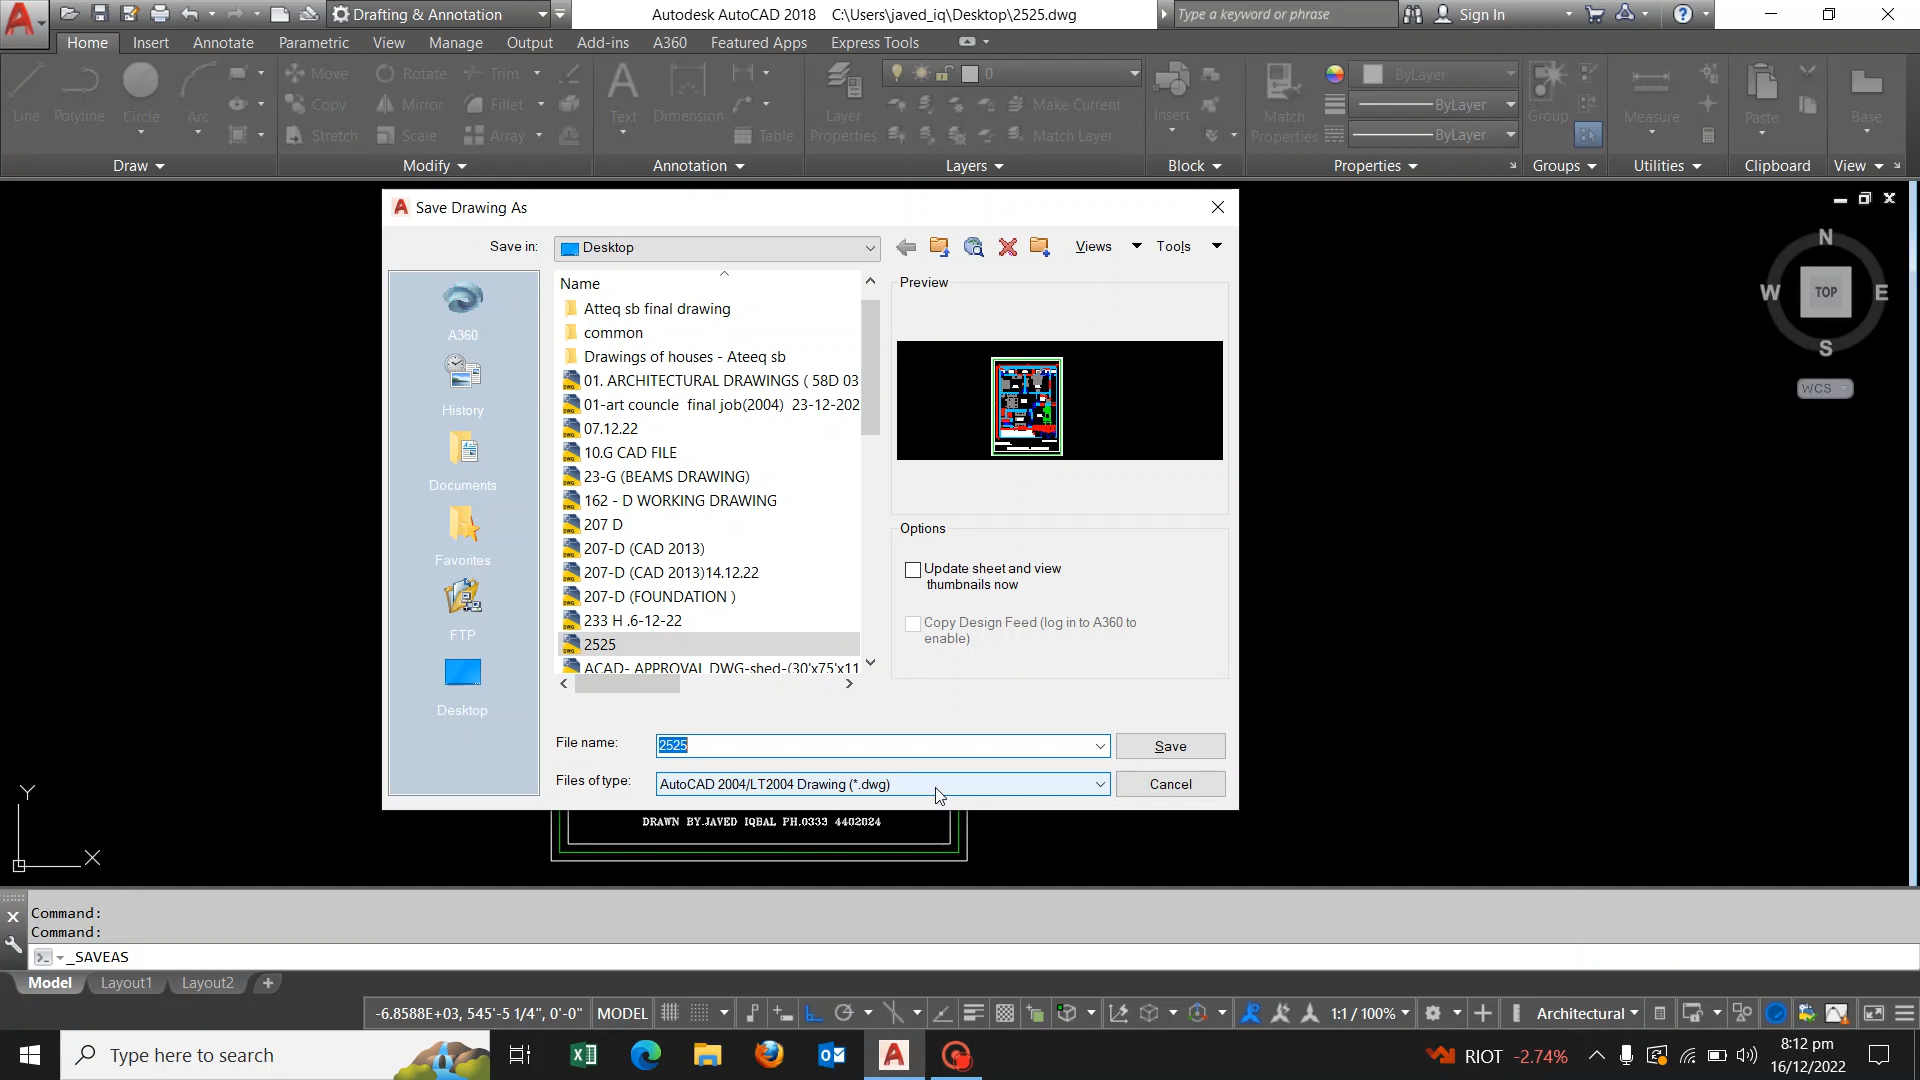 Drafting & Annotation
Autodesk AutoCAD 2018 C:\Users\javed_iq\Desktop\2525.dwg
Type a keyword or phrase
Sign In
Home Insert Annotate Parametric View Manage Output Add-ins A360 Featured Apps Express Tools
Line Polyline Circle Arc
Move Rotate Trim
Copy Mirror Fillet
Stretch Scale Array
Text Dimension Table
Layer Properties
0
Make Current
Match Layer
Insert
Match Properties
ByLayer
ByLayer
ByLayer
Group
Measure
Paste
Base
Draw Modify Annotation Layers Block Properties Groups Utilities Clipboard View
Save Drawing As
Save in: Desktop
Views Tools
A360
History
Documents
Favorites
FTP
Desktop
Name
Atteq sb final drawing
common
Drawings of houses - Ateeq sb
01. ARCHITECTURAL DRAWINGS ( 58D 03
01-art councle final job(2004) 23-12-202
07.12.22
10.G CAD FILE
23-G (BEAMS DRAWING)
162 - D WORKING DRAWING
207 D
207-D (CAD 2013)
207-D (CAD 2013)14.12.22
207-D (FOUNDATION )
233 H .6-12-22
2525
ACAD- APPROVAL DWG-shed-(30'x75'x11
Preview
Options
Update sheet and view
thumbnails now
Copy Design Feed (log in to A360 to
enable)
File name: 2525
Save
Files of type: AutoCAD 2004/LT2004 Drawing (*.dwg)
Cancel
N
W TOP E
S
WCS
Y
X
DRAWN BY.JAVED IQBAL PH.0333 4402024
Command:
Command:
_SAVEAS
Model Layout1 Layout2 +
-6.8588E+03, 545'-5 1/4", 0'-0" MODEL 1:1 / 100% Architectural
Type here to search
RIOT -2.74%
8:12 pm
16/12/2022